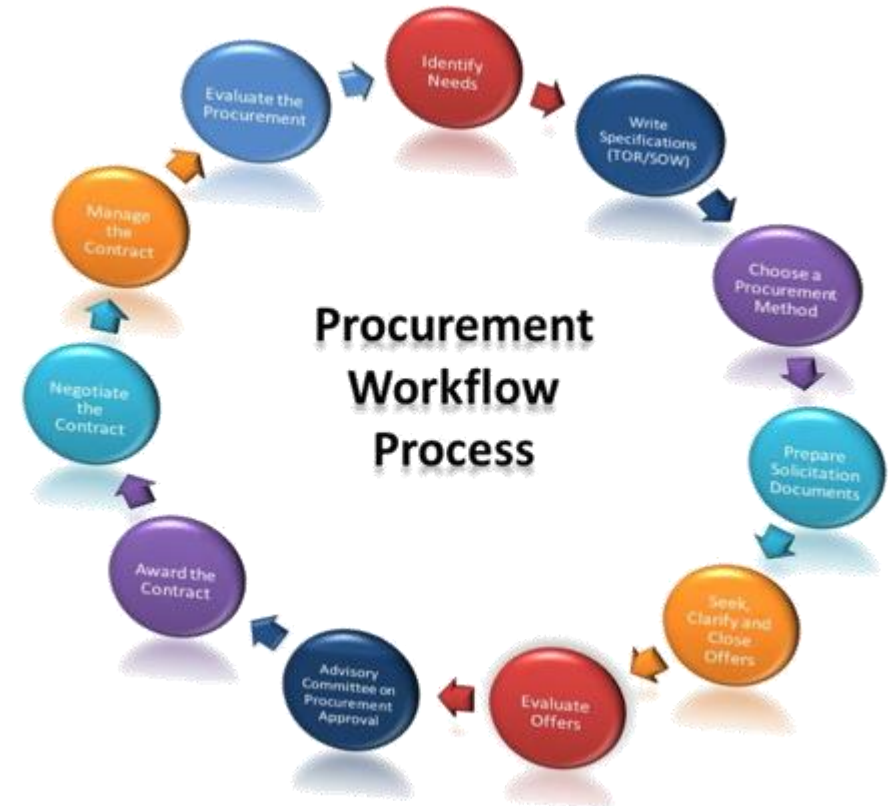 Procurement
Workflow
Process
Identify
Needs
Write
Specifications
(TOR/SOW)
Choose a
Procurement
Method
Prepare
Solicitation
Documents
Seek,
Clarify and
Close
Offers
Evaluate
Offers
Advisory
Committee on
Procurement
Approval
Award the
Contract
Negotiate
the
Contract
Manage
the
Contract
Evaluate the
Procurement